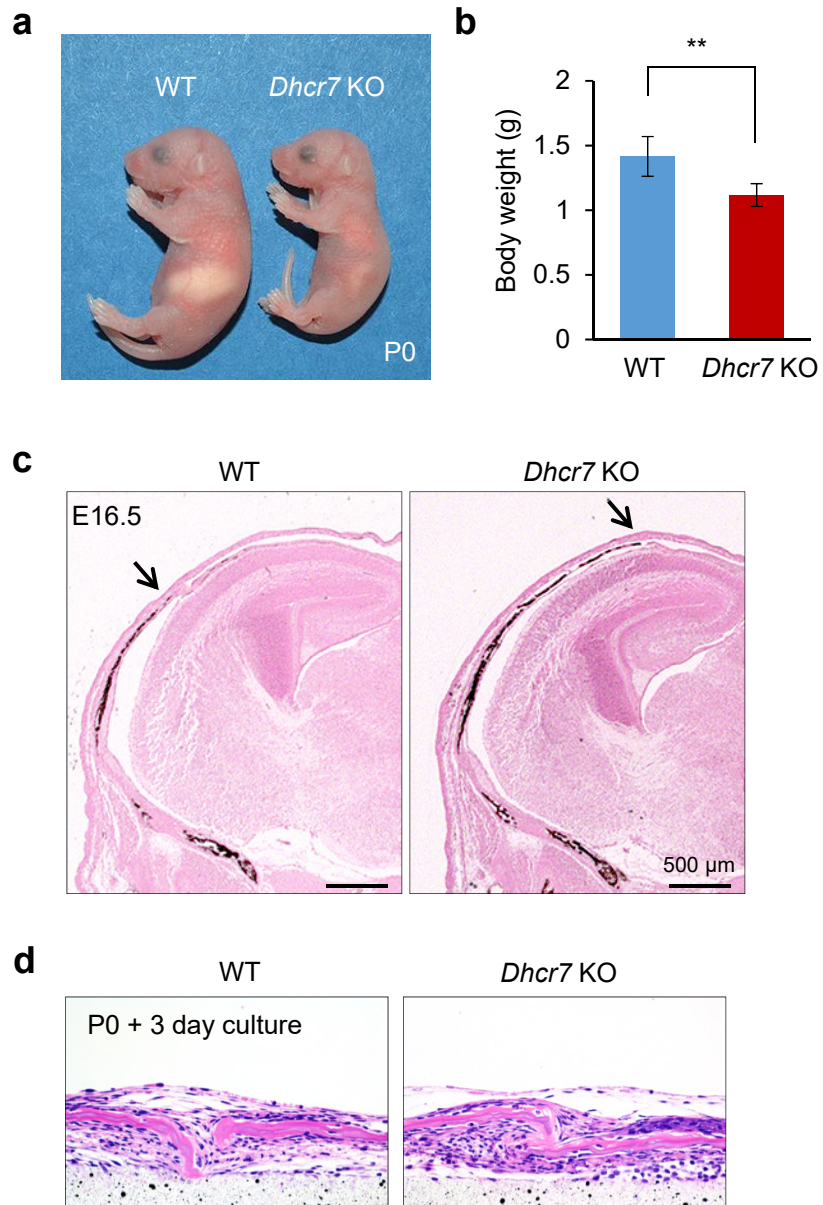 a
WT Dhcr7 KO
P0
b
**
Body weight (g)
2
1.5
1
0.5
0
WT Dhcr7 KO
c
WT Dhcr7 KO
E16.5
500 µm
d
WT Dhcr7 KO
P0 + 3 day culture